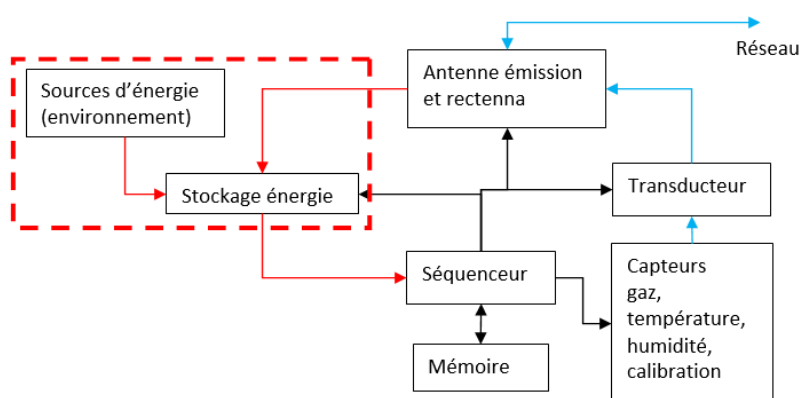 Réseau
Antenne émission
et rectenna
Sources d'énergie
(environnement)
Stockage énergie
Transducteur
Séquenceur
Capteurs
gaz,
température,
humidité,
calibration
Mémoire